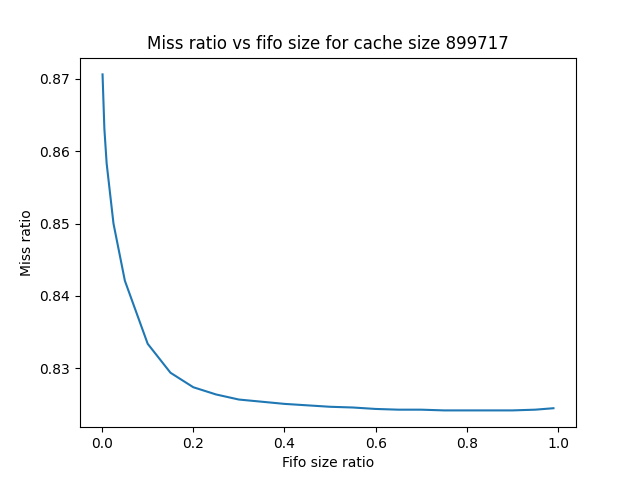 Miss ratio vs fifo size for cache size 899717
0.87
0.86
0.85
0.84
0.83
Miss ratio
0.0 0.2 0.4 0.6 0.8 1.0
Fifo size ratio